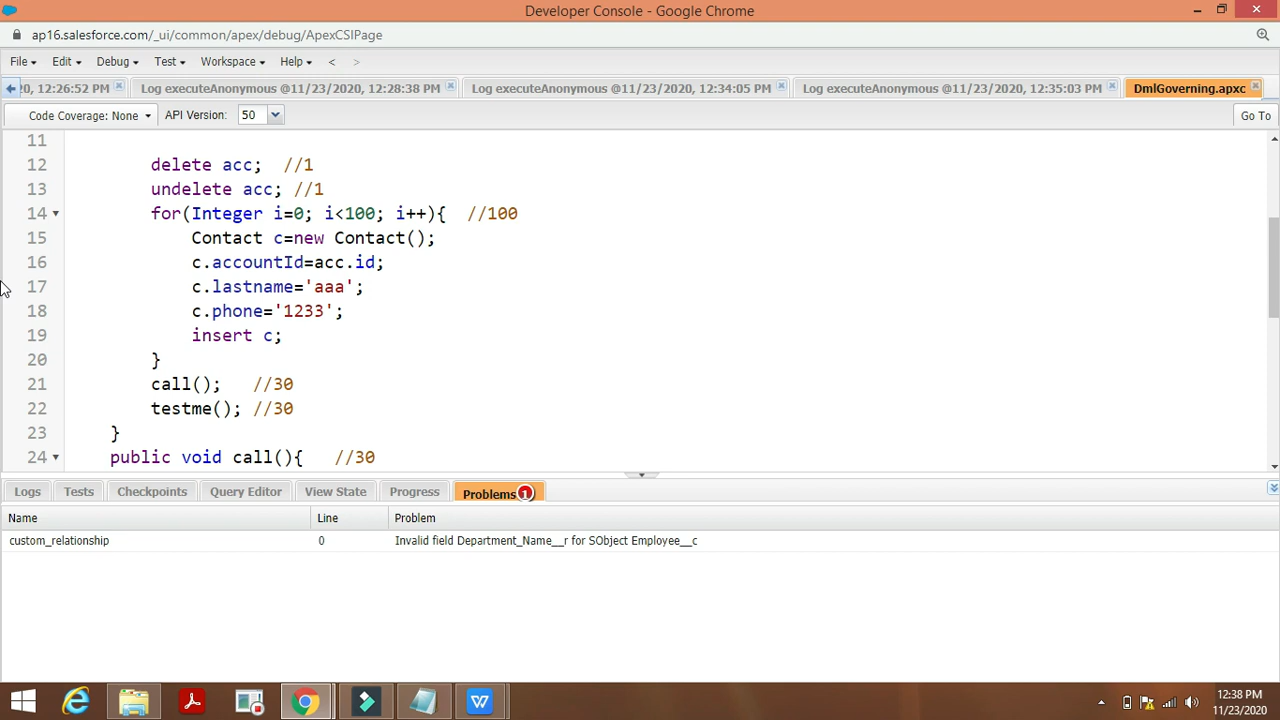 Developer Console - Google Chrome
ap16.salesforce.com/_ui/common/apex/debug/ApexCSIPage
File Edit Debug Test Workspace Help < >
0, 12:26:52 PM Log executeAnonymous @11/23/2020, 12:28:38 PM Log executeAnonymous @11/23/2020, 12:34:05 PM Log executeAnonymous @11/23/2020, 12:35:03 PM DmlGoverning.apxc
Code Coverage: None API Version: 50 Go To
11
12 delete acc; //1
13 undelete acc; //1
14 for(Integer i=0; i<100; i++){ //100
15 Contact c=new Contact();
16 c.accountId=acc.id;
17 c.lastname='aaa';
18 c.phone='1233';
19 insert c;
20 }
21 call(); //30
22 testme(); //30
23 }
24 public void call(){ //30
Logs Tests Checkpoints Query Editor View State Progress Problems 1
Name Line Problem
custom_relationship 0 Invalid field Department_Name__r for SObject Employee__c
12:38 PM
11/23/2020